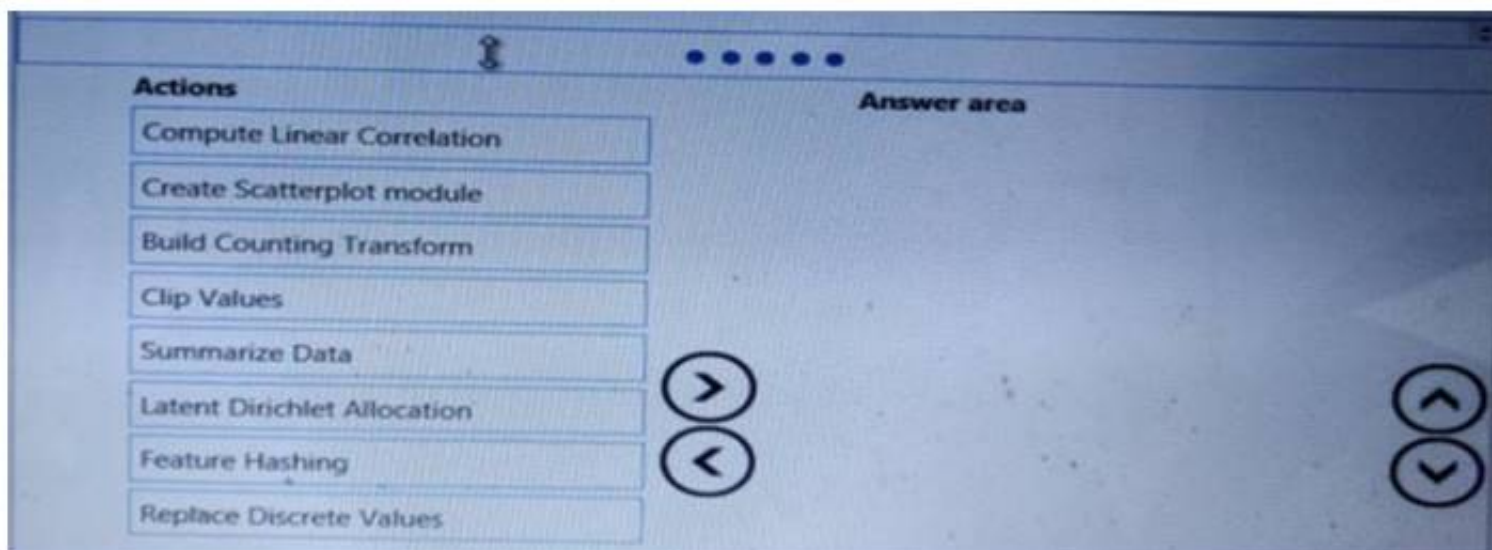 Actions
Answer area
Compute Linear Correlation
Create Scatterplot module
Build Counting Transform
Clip Values
Summarize Data
Latent Dirichlet Allocation
Feature Hashing
Replace Discrete Values